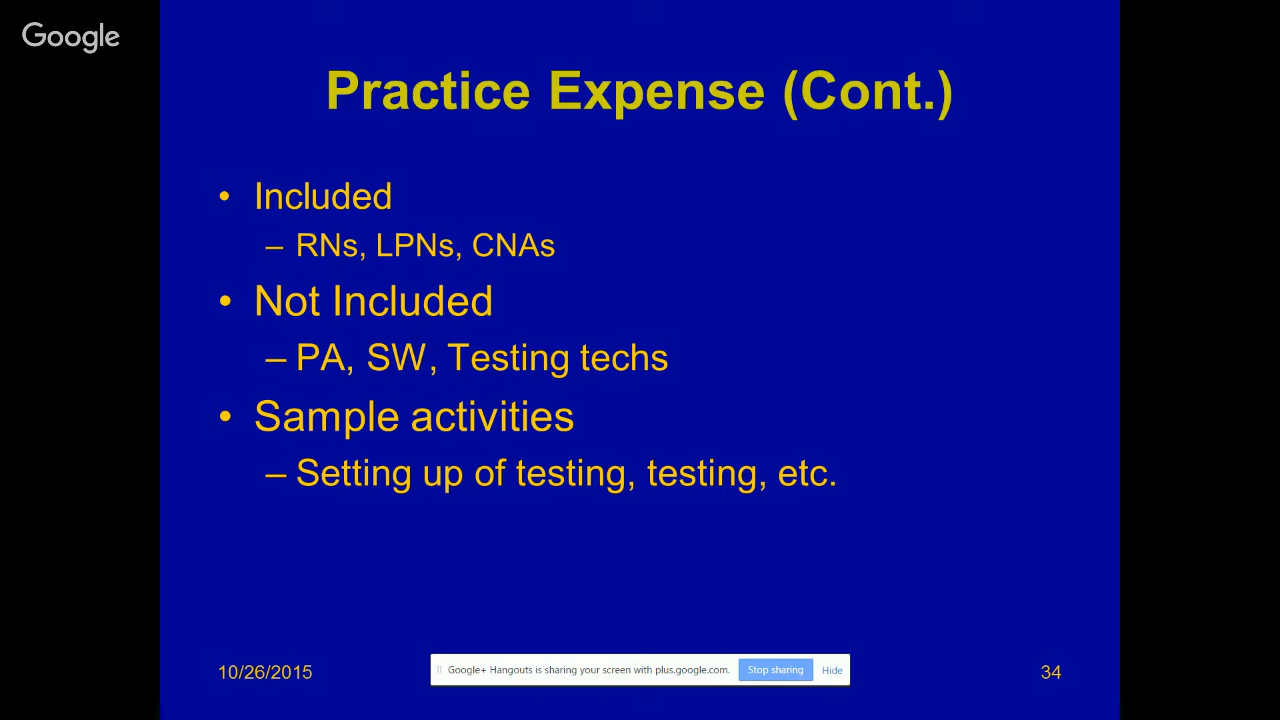 Google
Practice Expense (Cont.)
• Included
– RNs, LPNs, CNAs
• Not Included
– PA, SW, Testing techs
• Sample activities
– Setting up of testing, testing, etc.
10/26/2015
Google+ Hangouts is sharing your screen with plus.google.com. Stop sharing Hide
34